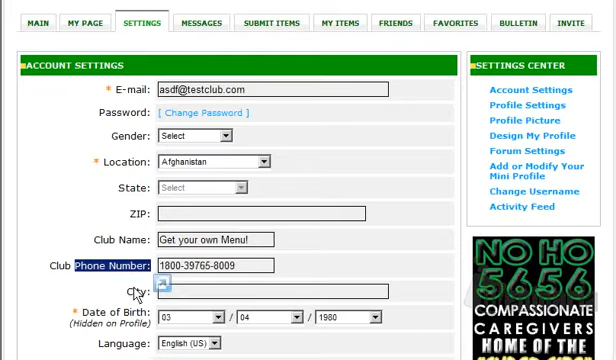 MAIN MY PAGE SETTINGS MESSAGES SUBMIT ITEMS MY ITEMS FRIENDS FAVORITES BULLETIN INVITE
ACCOUNT SETTINGS
* E-mail: asdf@testclub.com
Password: [ Change Password ]
Gender: Select
* Location: Afghanistan
State: Select
ZIP:
Club Name: Get your own Menu!
Club Phone Number: 1800-39765-8009
City:
* Date of Birth: 03 / 04 / 1980
(Hidden on Profile)
Language: English (US)
SETTINGS CENTER
Account Settings
Profile Settings
Profile Picture
Design My Profile
Forum Settings
Add or Modify Your
Mini Profile
Change Username
Activity Feed
NO HO
5656
COMPASSIONATE
CAREGIVERS
HOME OF THE